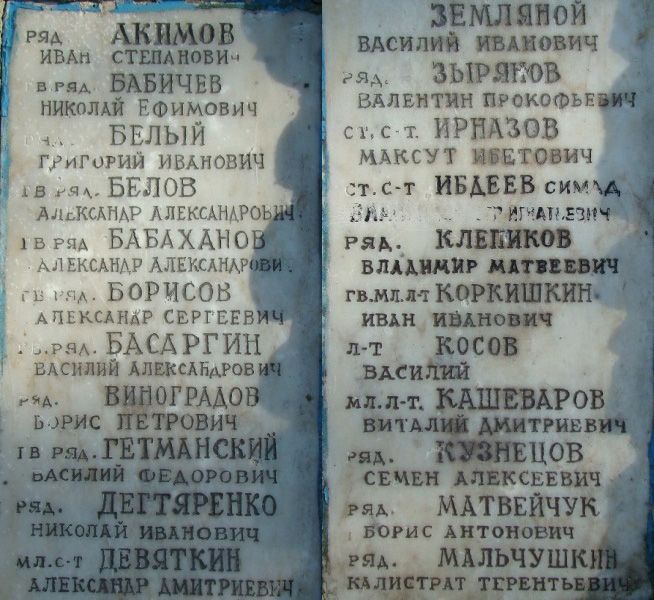 ряд АКИМОВ
ИВАН СТЕПАНОВИЧ
гв.ряд. БАБИЧЕВ
НИКОЛАЙ ЕФИМОВИЧ
БЕЛЫЙ
ГРИГОРИЙ ИВАНОВИЧ
гв ряд. БЕЛОВ
АЛЕКСАНДР АЛЕКСАНДРОВИЧ
гв ряд БАБАХАНОВ
АЛЕКСАНДР АЛЕКСАНДРОВИ
гв ряд. БОРИСОВ
АЛЕКСАНДР СЕРГЕЕВИЧ
гв.ряд. БАСАРГИН
ВАСИЛИЙ АЛЕКСАНДРОВИЧ
ряд. ВИНОГРАДОВ
БОРИС ПЕТРОВИЧ
гв ряд. ГЕТМАНСКИЙ
ВАСИЛИЙ ФЕДОРОВИЧ
ряд. ДЕГТЯРЕНКО
НИКОЛАЙ ИВАНОВИЧ
мл.с-т ДЕВЯТКИН
АЛЕКСАНДР ДМИТРИЕВИЧ
ЗЕМЛЯНОЙ
ВАСИЛИЙ ИВАНОВИЧ
ряд. ЗЫРЯНОВ
ВАЛЕНТИН ПРОКОФЬЕВИЧ
ст. с-т. ИРНАЗОВ
МАКСУТ ИБЕТОВИЧ
ст. с-т ИБДЕЕВ СИМАД
ИГНАТЬЕВИЧ
ряд. КЛЕПИКОВ
ВЛАДИМИР МАТВЕЕВИЧ
гв.мл.л-т КОРКИШКИН
ИВАН ИВАНОВИЧ
л-т КОСОВ
ВАСИЛИЙ
мл. л-т. КАШЕВАРОВ
ВИТАЛИЙ ДМИТРИЕВИЧ
ряд. КУЗНЕЦОВ
СЕМЕН АЛЕКСЕЕВИЧ
ряд. МАТВЕЙЧУК
БОРИС АНТОНОВИЧ
ряд. МАЛЬЧУШКИН
КАЛИСТРАТ ТЕРЕНТЬЕВИЧ